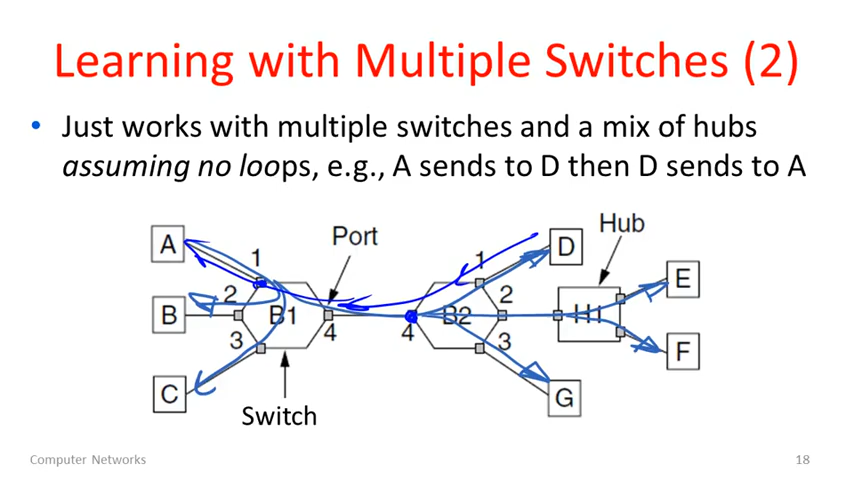 Learning with Multiple Switches (2)
• Just works with multiple switches and a mix of hubs
assuming no loops, e.g., A sends to D then D sends to A
Hub
Port
A
1
1
D
E
2
2
B
B1
4
4
B2
H1
3
3
F
C
G
Switch
Computer Networks
18